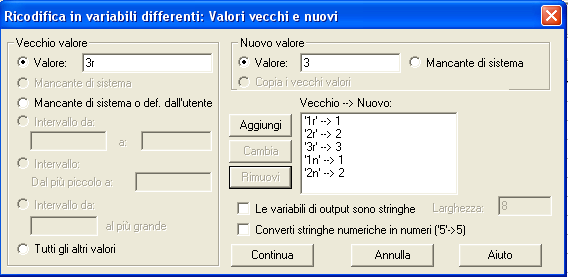 Ricodifica in variabili differenti: Valori vecchi e nuovi
Vecchio valore
Valore: 3r
Mancante di sistema
Mancante di sistema o def. dall'utente
Intervallo da:
a:
Intervallo:
Dal più piccolo a:
Intervallo da:
al più grande
Tutti gli altri valori
Nuovo valore
Valore: 3
Mancante di sistema
Copia i vecchi valori
Vecchio --> Nuovo:
Aggiungi
Cambia
Rimuovi
'1r' --> 1
'2r' --> 2
'3r' --> 3
'1n' --> 1
'2n' --> 2
Le variabili di output sono stringhe
Larghezza: 8
Converti stringhe numeriche in numeri ('5'->5)
Continua
Annulla
Aiuto